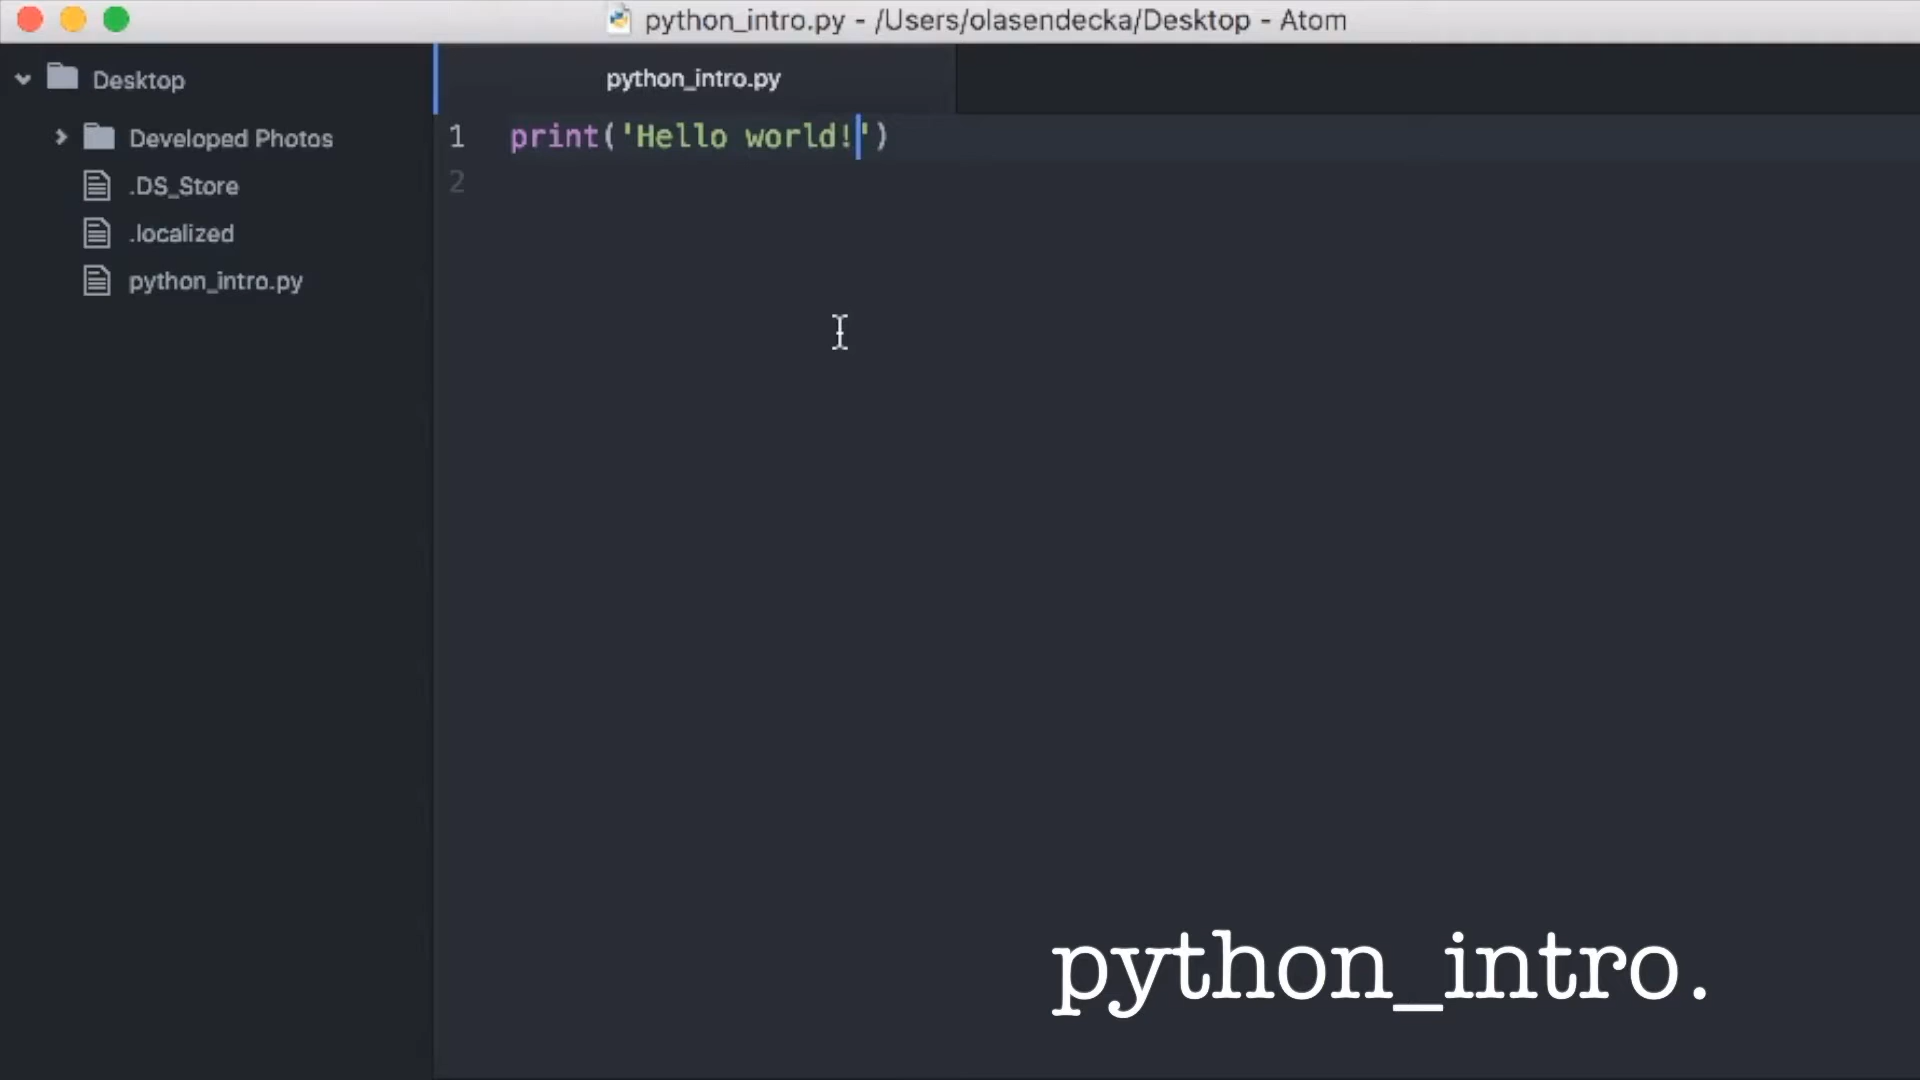 python_intro.py - /Users/olasendecka/Desktop - Atom
Desktop
Developed Photos
.DS_Store
.localized
python_intro.py
python_intro.py
1 print('Hello world!')
2
python_intro.